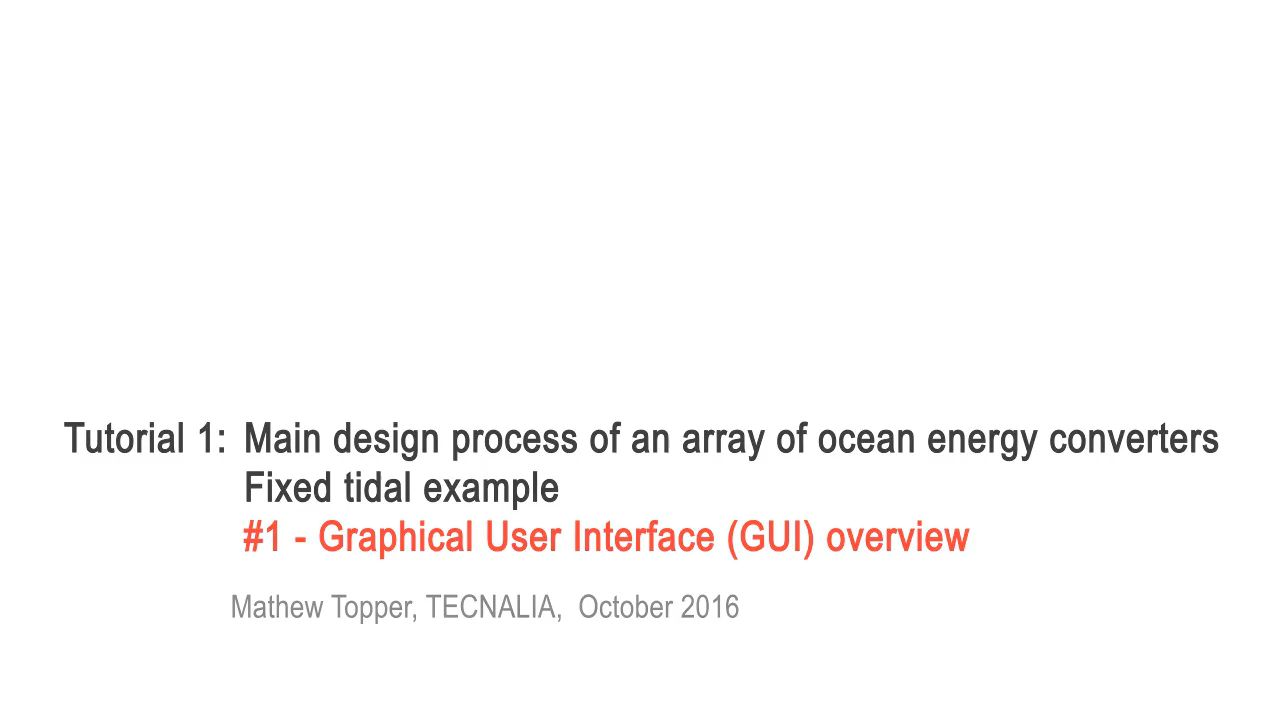 Tutorial 1: Main design process of an array of ocean energy converters
Fixed tidal example
#1 - Graphical User Interface (GUI) overview
Mathew Topper, TECNALIA, October 2016